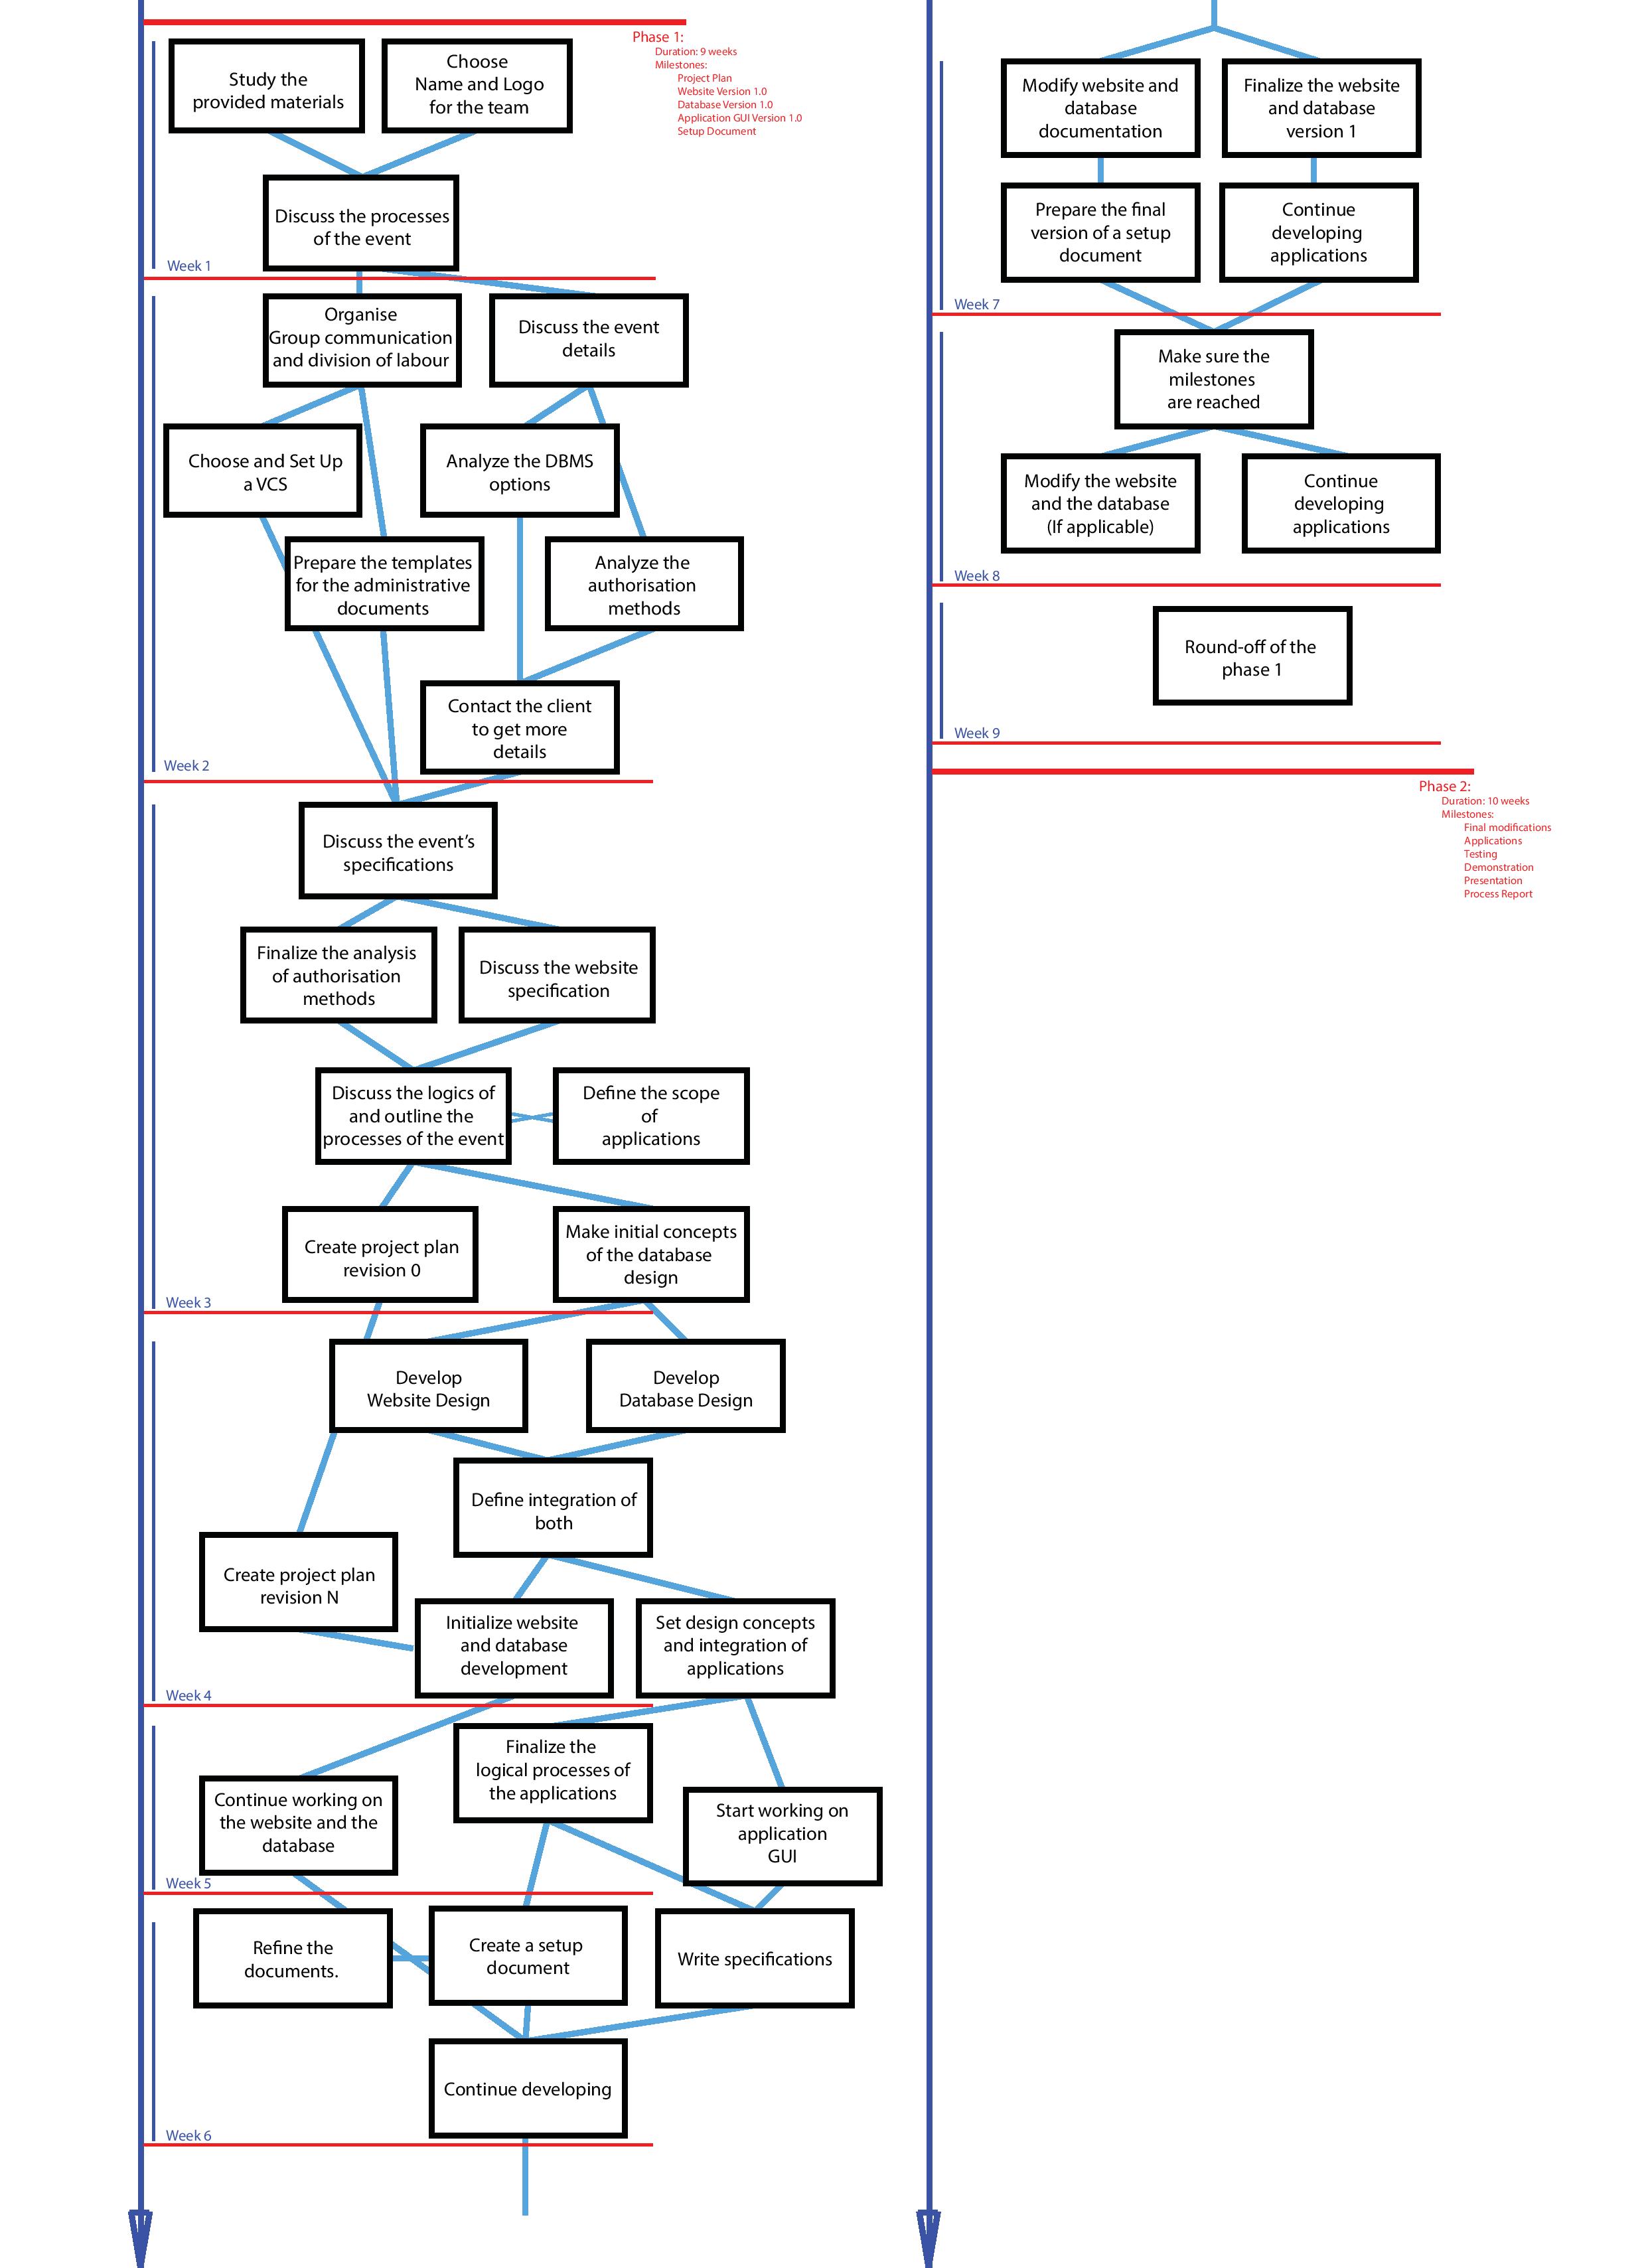 Phase 1:
Duration: 9 weeks
Milestones:
Project Plan
Website Version 1.0
Database Version 1.0
Application GUI Version 1.0
Setup Document
Study the
provided materials
Choose
Name and Logo
for the team
Discuss the processes
of the event
Week 1
Organise
Group communication
and division of labour
Discuss the event
details
Choose and Set Up
a VCS
Analyze the DBMS
options
Prepare the templates
for the administrative
documents
Analyze the
authorisation
methods
Contact the client
to get more
details
Week 2
Discuss the event’s
specifications
Finalize the analysis
of authorisation
methods
Discuss the website
specification
Discuss the logics of
and outline the
processes of the event
Define the scope
of
applications
Create project plan
revision 0
Make initial concepts
of the database
design
Week 3
Develop
Website Design
Develop
Database Design
Define integration of
both
Create project plan
revision N
Initialize website
and database
development
Set design concepts
and integration of
applications
Week 4
Finalize the
logical processes of
the applications
Continue working on
the website and the
database
Start working on
application
GUI
Week 5
Refine the
documents.
Create a setup
document
Write specifications
Continue developing
Week 6
Modify website and
database
documentation
Finalize the website
and database
version 1
Prepare the final
version of a setup
document
Continue
developing
applications
Week 7
Make sure the
milestones
are reached
Modify the website
and the database
(If applicable)
Continue
developing
applications
Week 8
Round-off of the
phase 1
Week 9
Phase 2:
Duration: 10 weeks
Milestones:
Final modifications
Applications
Testing
Demonstration
Presentation
Process Report